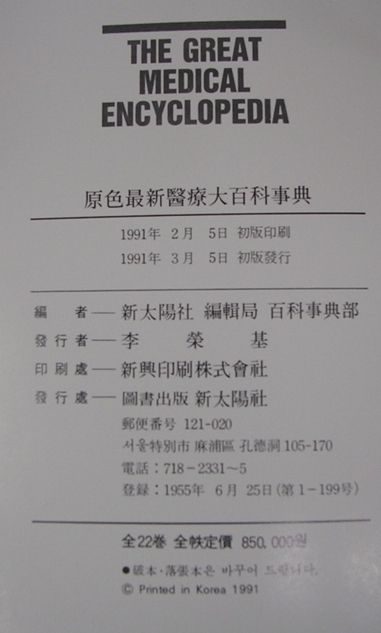 THE GREAT
MEDICAL
ENCYCLOPEDIA
原色最新醫療大百科事典
1991年 2月 5日 初版印刷
1991年 3月 5日 初版發行
編者 — 新太陽社 編輯局 百科事典部
發行者 — 李榮基
印刷處 — 新興印刷株式會社
發行處 — 圖書出版 新太陽社
郵便番号 121-020
서울特別市 麻浦區 孔德洞 105-170
電話 : 718-2331~5
登録 : 1955年 6月 25日 (第1-199号)
全22巻 全帙定價 850,000원
● 破本·落張本은 바꾸어 드립니다.
© Printed in Korea 1991